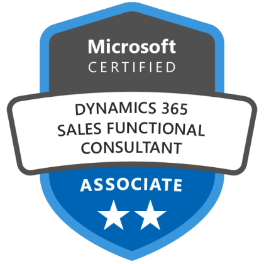 Microsoft
CERTIFIED
DYNAMICS 365
SALES FUNCTIONAL
CONSULTANT
ASSOCIATE